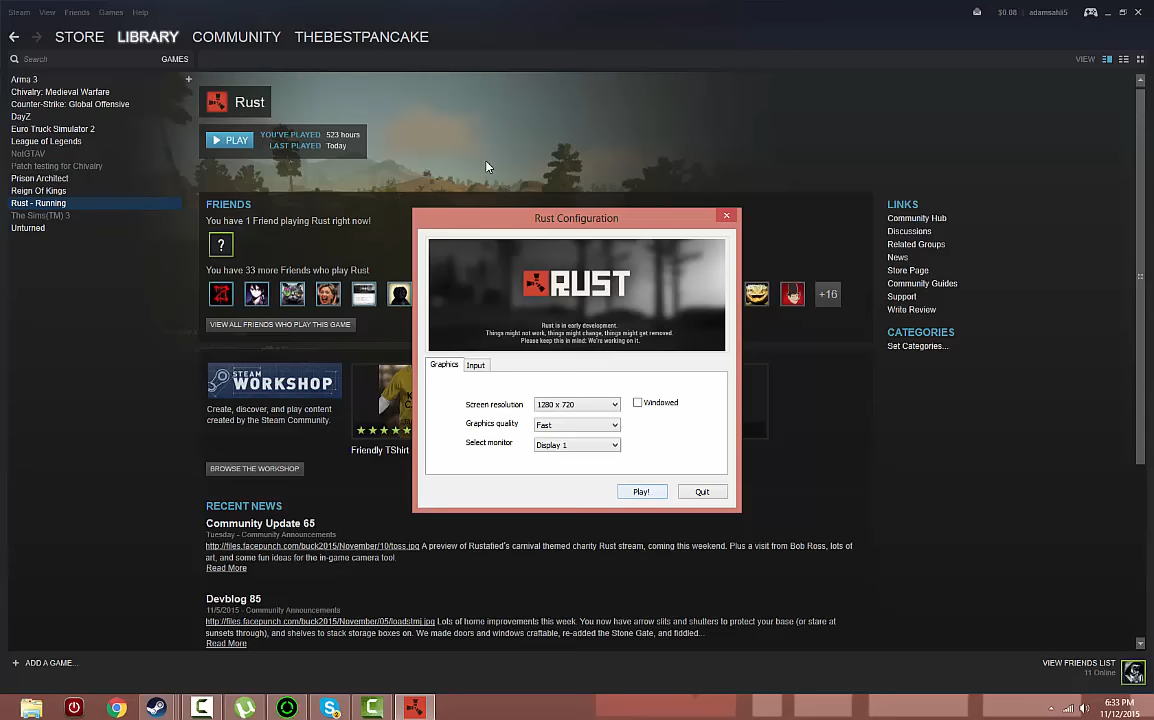 Steam View Friends Games Help
$0.08 adamsahli5
STORE LIBRARY COMMUNITY THEBESTPANCAKE
Search GAMES VIEW
Arma 3
Chivalry: Medieval Warfare
Counter-Strike: Global Offensive
DayZ
Euro Truck Simulator 2
League of Legends
NotGTAV
Patch testing for Chivalry
Prison Architect
Reign Of Kings
Rust - Running
The Sims(TM) 3
Unturned
Rust
PLAY
YOU'VE PLAYED 523 hours
LAST PLAYED Today
FRIENDS
You have 1 Friend playing Rust right now!
?
You have 33 more Friends who play Rust
+16
VIEW ALL FRIENDS WHO PLAY THIS GAME
STEAM WORKSHOP
Create, discover, and play content
created by the Steam Community.
Friendly TShirt
BROWSE THE WORKSHOP
RECENT NEWS
Community Update 65
Tuesday - Community Announcements
http://files.facepunch.com/buck2015/November/10/toss.jpg A preview of Rustafied's carnival themed charity Rust stream, coming this weekend. Plus a visit from Bob Ross, lots of
art, and some fun ideas for the in-game camera tool.
Read More
Devblog 85
11/5/2015 - Community Announcements
http://files.facepunch.com/buck2015/November/05/loadstmj.jpg Lots of home improvements this week. You now have arrow slits and shutters to protect your base (or stare at
sunsets through), and shelves to stack storage boxes on. We made doors and windows craftable, re-added the Stone Gate, and fiddled...
Read More
LINKS
Community Hub
Discussions
Related Groups
News
Store Page
Community Guides
Support
Write Review
CATEGORIES
Set Categories...
Rust Configuration
RUST
Rust is in early development.
Things might not work, things might change, things might get removed.
Please keep this in mind: We're working on it.
Graphics Input
Screen resolution 1280 x 720 Windowed
Graphics quality Fast
Select monitor Display 1
Play! Quit
+ ADD A GAME...
VIEW FRIENDS LIST
11 Online
6:33 PM
11/12/2015